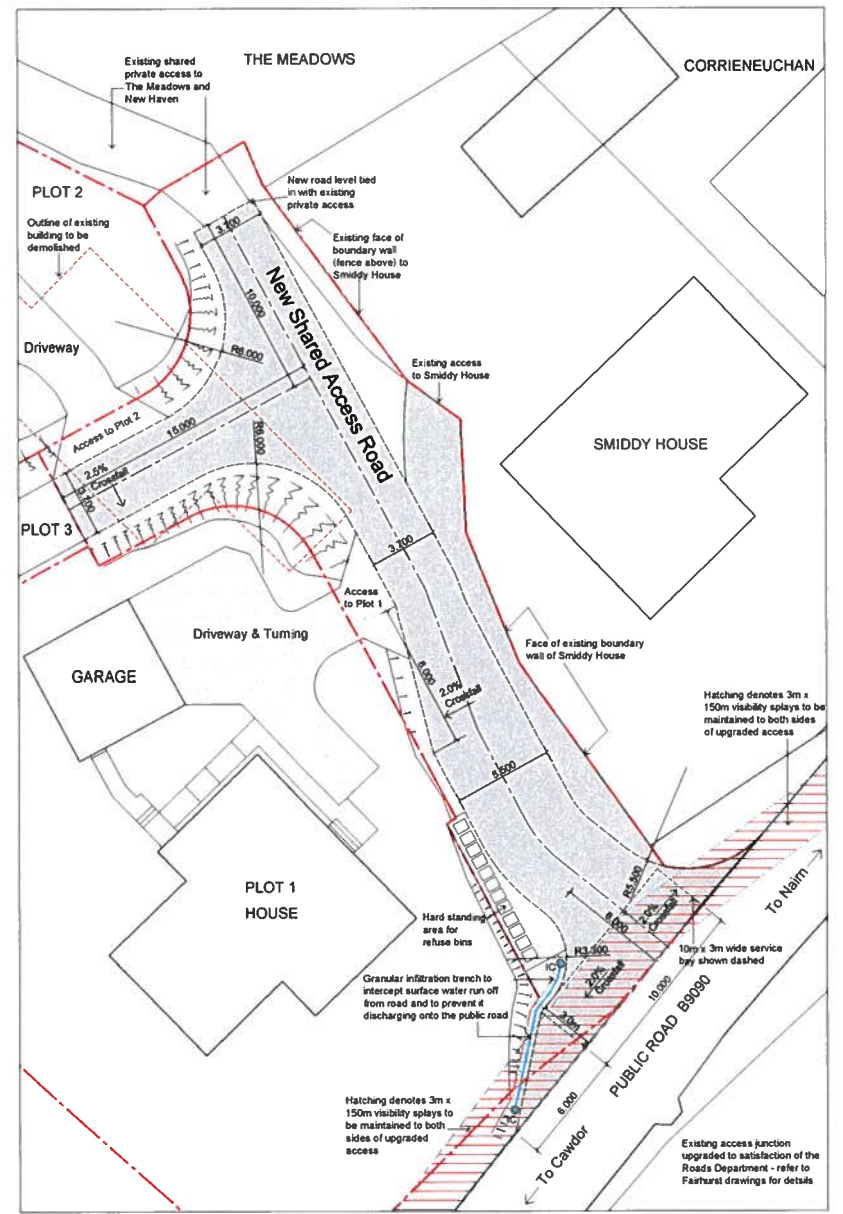 THE MEADOWS
Existing shared
private access to
The Meadows and
New Haven
CORRIENEUCHAN
PLOT 2
New road level tied
in with existing
private access
Outline of existing
building to be
demolished
3.700
Existing face of
boundary wall
(fence above) to
Smiddy House
New Shared Access Road
10.000
Driveway
R6.000
Existing access
to Smiddy House
Access to Plot 2
15.000
R6.000
SMIDDY HOUSE
2.5%
Crossfall
PLOT 3
3.700
Access
to Plot 1
Driveway & Turning
Face of existing boundary
wall of Smiddy House
GARAGE
6.000
2.0%
Crossfall
Hatching denotes 3m x
150m visibility splays to be
maintained to both sides
of upgraded access
5.500
PLOT 1
HOUSE
R5.500
To Nairn
6.000
2.0%
Crossfall
Hard standing
area for
refuse bins
R3.300
10m x 3m wide service
bay shown dashed
IC
Granular infiltration trench to
intercept surface water run off
from road and to prevent it
discharging onto the public road
2.0%
Crossfall
10.000
3.0m
PUBLIC ROAD B9090
6.000
Hatching denotes 3m x
150m visibility splays to
be maintained to both
sides of upgraded
access
To Cawdor
Existing access junction
upgraded to satisfaction of the
Roads Department - refer to
Fairhurst drawings for details